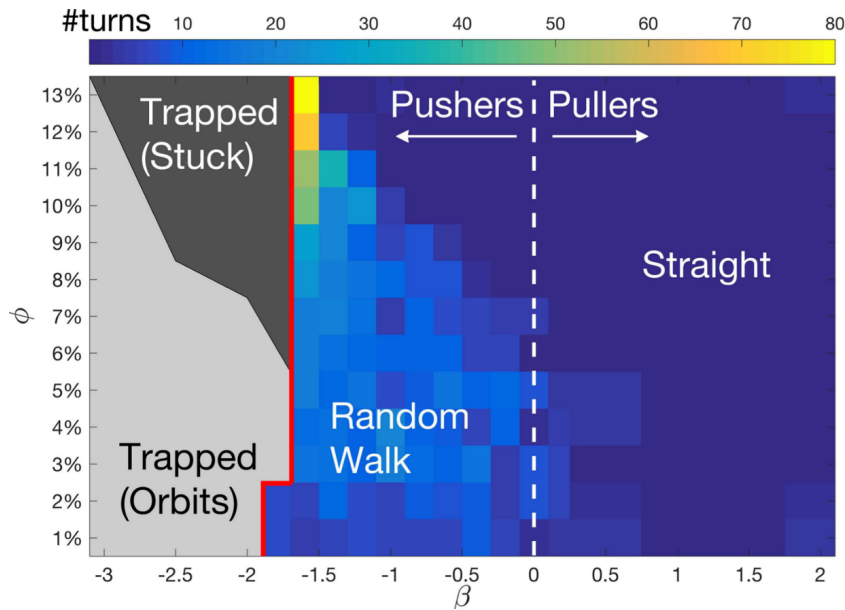 #turns 10 20 30 40 50 60 70 80
13%
12%
11%
10%
9%
8%
7%
6%
5%
4%
3%
2%
1%
ϕ
Trapped
(Stuck)
Pushers Pullers
Straight
Random
Walk
Trapped
(Orbits)
-3 -2.5 -2 -1.5 -1 -0.5 0 0.5 1 1.5 2
β